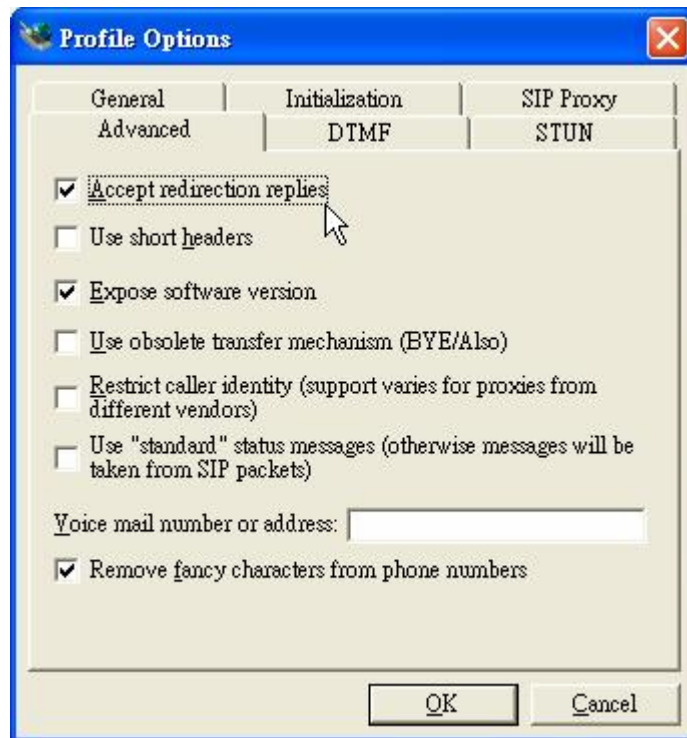 Profile Options
General Initialization SIP Proxy
Advanced DTMF STUN
Accept redirection replies
Use short headers
Expose software version
Use obsolete transfer mechanism (BYE/Also)
Restrict caller identity (support varies for proxies from
different vendors)
Use "standard" status messages (otherwise messages will be
taken from SIP packets)
Voice mail number or address:
Remove fancy characters from phone numbers
OK Cancel